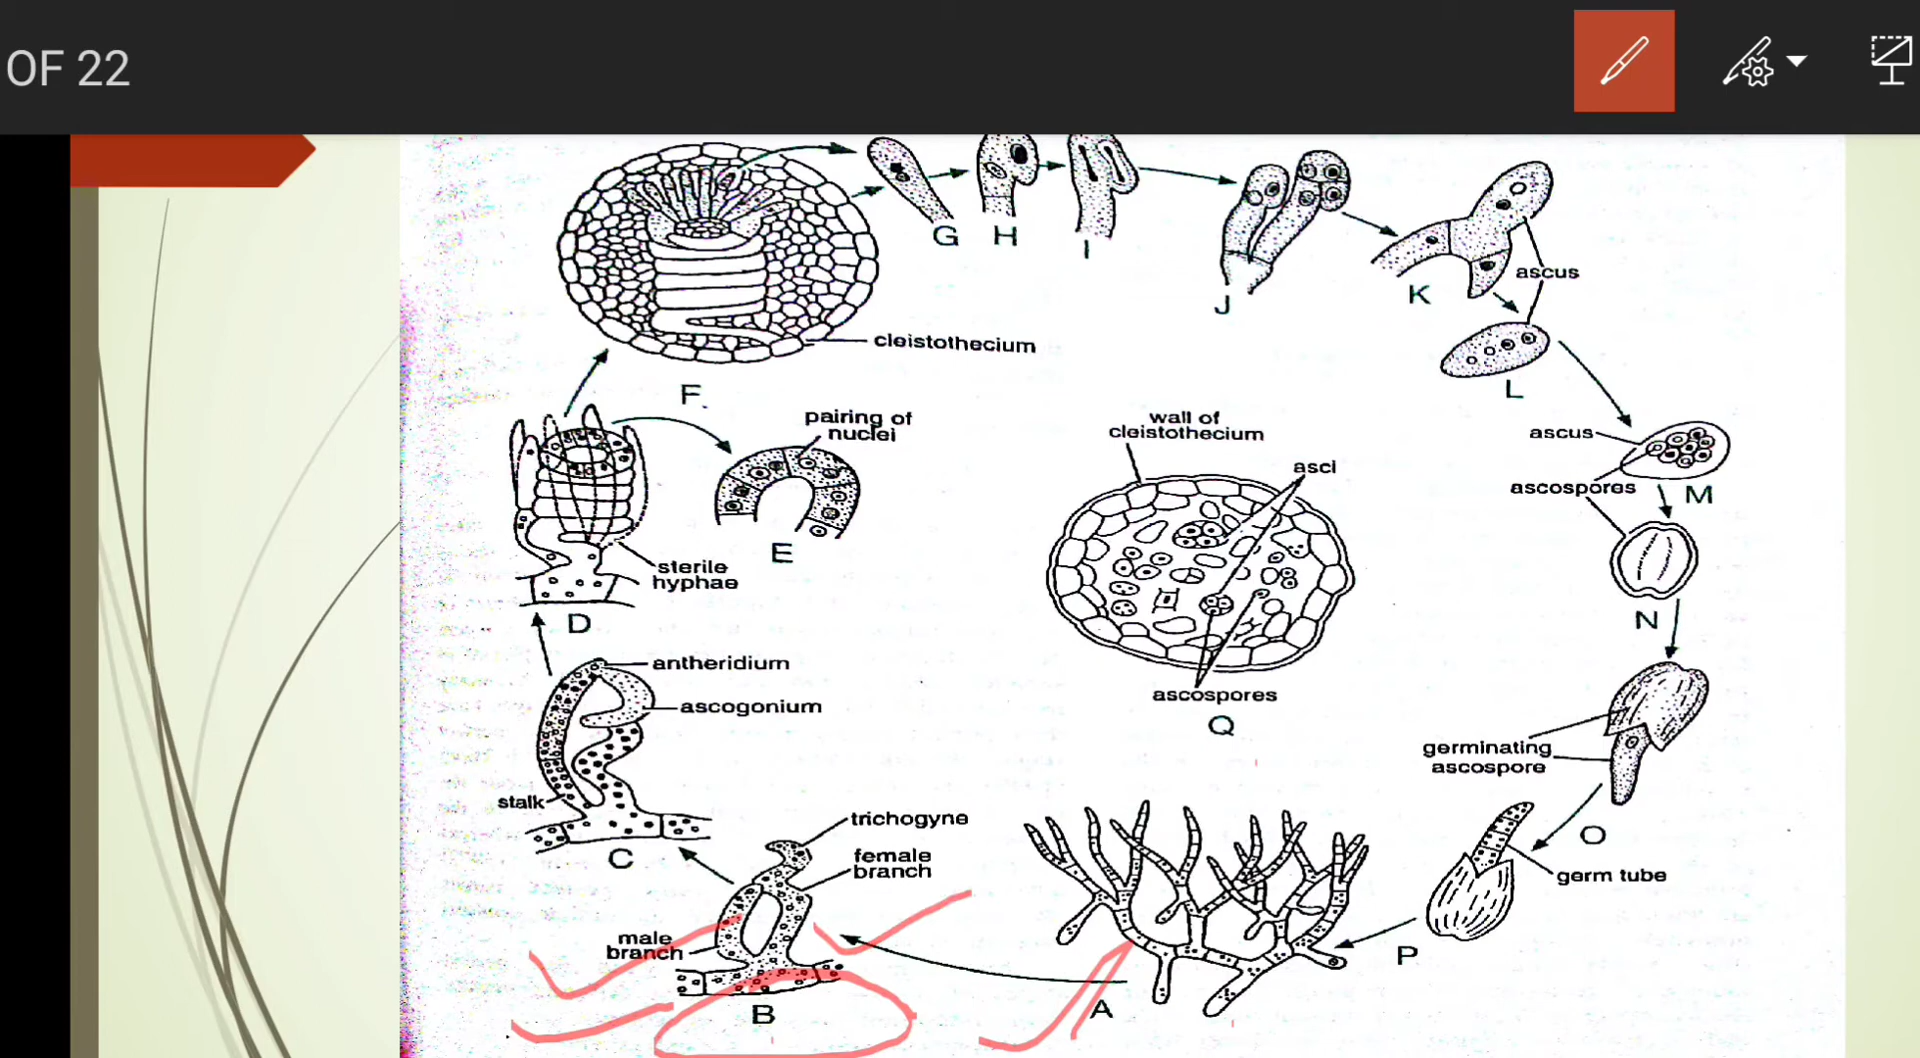 OF 22
G
H
I
J
K
ascus
L
cleistothecium
F
pairing of
nuclei
E
sterile
hyphae
D
wall of
cleistothecium
asci
ascospores
Q
ascus
ascospores
M
N
antheridium
ascogonium
stalk
C
germinating
ascospore
O
germ tube
P
trichogyne
female
branch
male
branch
B
A